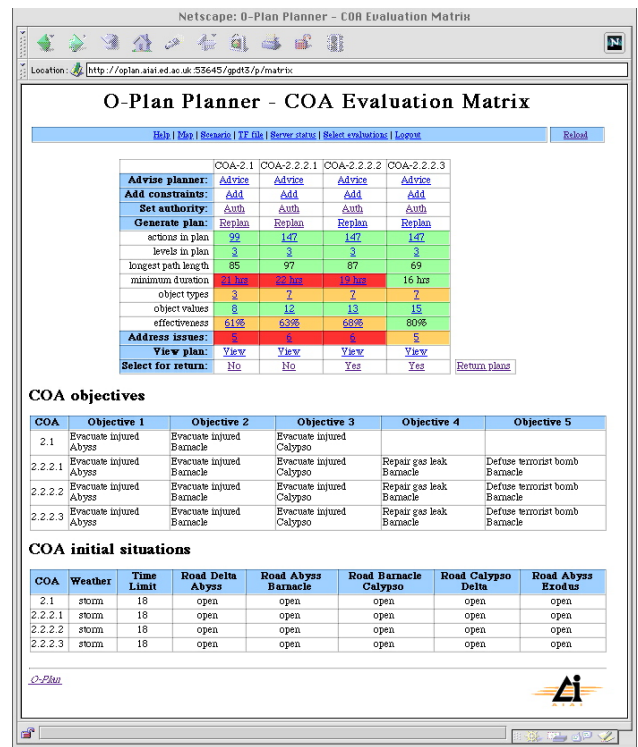 Netscape: O-Plan Planner - COA Evaluation Matrix
N
Location: http://oplan.aiai.ed.ac.uk:53645/gpdt3/p/matrix
O-Plan Planner - COA Evaluation Matrix
Help | Map | Scenario | TF file | Server status | Select evaluations | Logout Reload
COA-2.1 COA-2.2.2.1 COA-2.2.2.2 COA-2.2.2.3
Advise planner: Advice Advice Advice Advice
Add constraints: Add Add Add Add
Set authority: Auth Auth Auth Auth
Generate plan: Replan Replan Replan Replan
actions in plan 99 147 147 147
levels in plan 3 3 3 3
longest path length 85 97 87 69
minimum duration 21 hrs 22 hrs 19 hrs 16 hrs
object types 3 7 7 7
object values 8 12 13 15
effectiveness 61% 63% 68% 80%
Address issues: 5 6 6 5
View plan: View View View View
Select for return: No No Yes Yes Return plans
COA objectives
COA Objective 1 Objective 2 Objective 3 Objective 4 Objective 5
2.1 Evacuate injured Abyss Evacuate injured Barnacle Evacuate injured Calypso
2.2.2.1 Evacuate injured Abyss Evacuate injured Barnacle Evacuate injured Calypso Repair gas leak Barnacle Defuse terrorist bomb Barnacle
2.2.2.2 Evacuate injured Abyss Evacuate injured Barnacle Evacuate injured Calypso Repair gas leak Barnacle Defuse terrorist bomb Barnacle
2.2.2.3 Evacuate injured Abyss Evacuate injured Barnacle Evacuate injured Calypso Repair gas leak Barnacle Defuse terrorist bomb Barnacle
COA initial situations
COA Weather Time Limit Road Delta Abyss Road Abyss Barnacle Road Barnacle Calypso Road Calypso Delta Road Abyss Exodus
2.1 storm 18 open open open open open
2.2.2.1 storm 18 open open open open open
2.2.2.2 storm 18 open open open open open
2.2.2.3 storm 18 open open open open open
O-Plan
Ai
A I A I